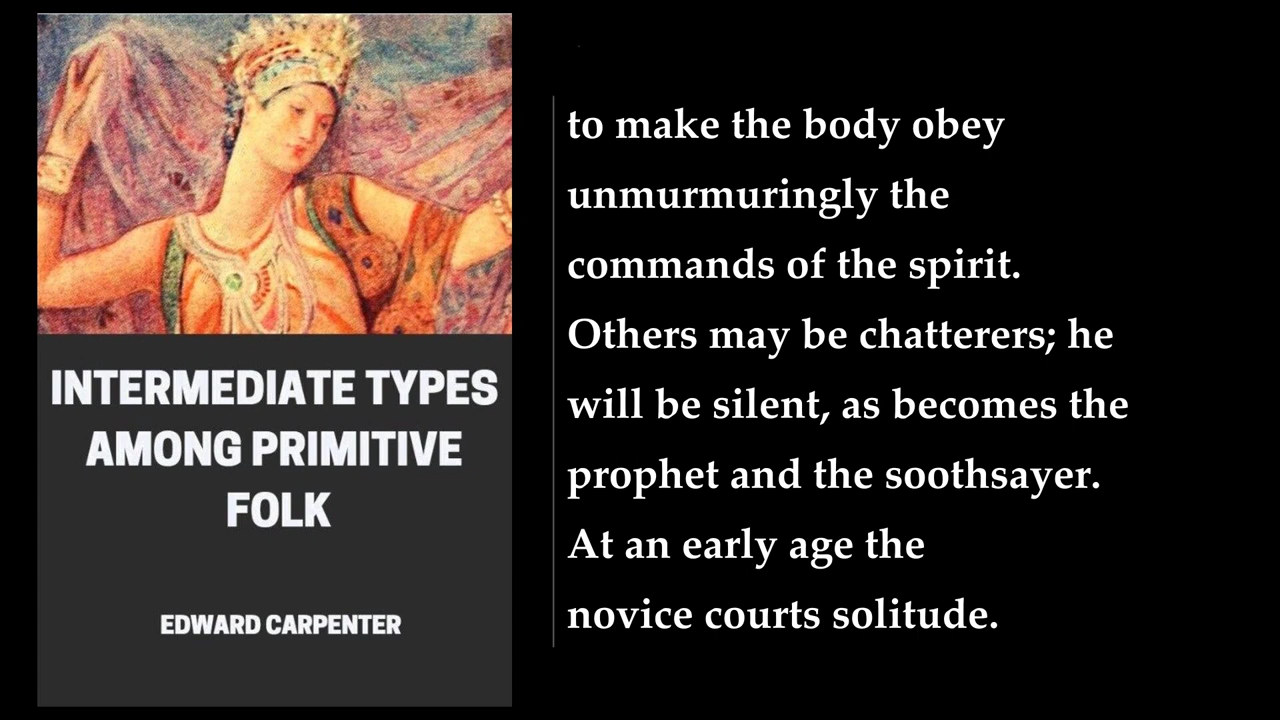 INTERMEDIATE TYPES
AMONG PRIMITIVE
FOLK
EDWARD CARPENTER
to make the body obey
unmurmuringly the
commands of the spirit.
Others may be chatterers; he
will be silent, as becomes the
prophet and the soothsayer.
At an early age the
novice courts solitude.